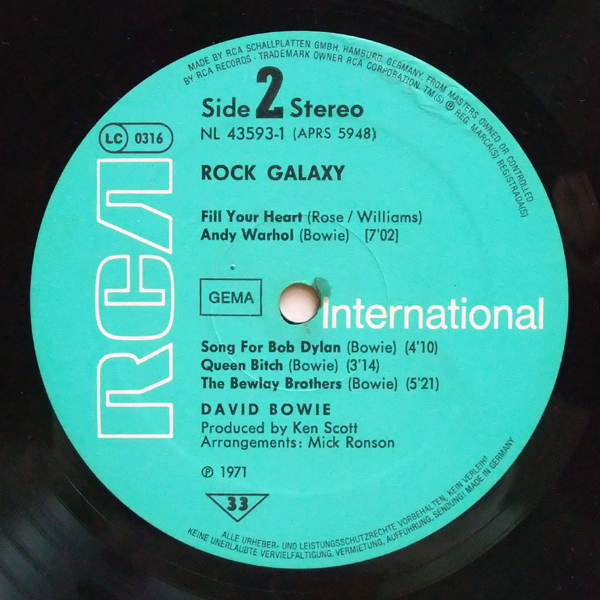 MADE BY RCA SCHALLPLATTEN GMBH, HAMBURG, GERMANY, FROM MASTERS OWNED OR CONTROLLED
BY RCA RECORDS · TRADEMARK OWNER RCA CORPORATION, TM(S) ® REG. MARCA(S) REGISTRADA(S)
Side 2 Stereo
NL 43593-1 (APRS 5948)
LC 0316
ROCK GALAXY
RCA
Fill Your Heart (Rose / Williams)
Andy Warhol (Bowie) [7'02]
GEMA
International
Song For Bob Dylan (Bowie) (4'10)
Queen Bitch (Bowie) (3'14)
The Bewlay Brothers (Bowie) (5'21)
DAVID BOWIE
Produced by Ken Scott
Arrangements: Mick Ronson
℗ 1971
33
ALLE URHEBER- UND LEISTUNGSSCHUTZRECHTE VORBEHALTEN, KEIN VERLEIH!
KEINE UNERLAUBTE VERVIELFÄLTIGUNG, VERMIETUNG, AUFFÜHRUNG, SENDUNG! MADE IN GERMANY